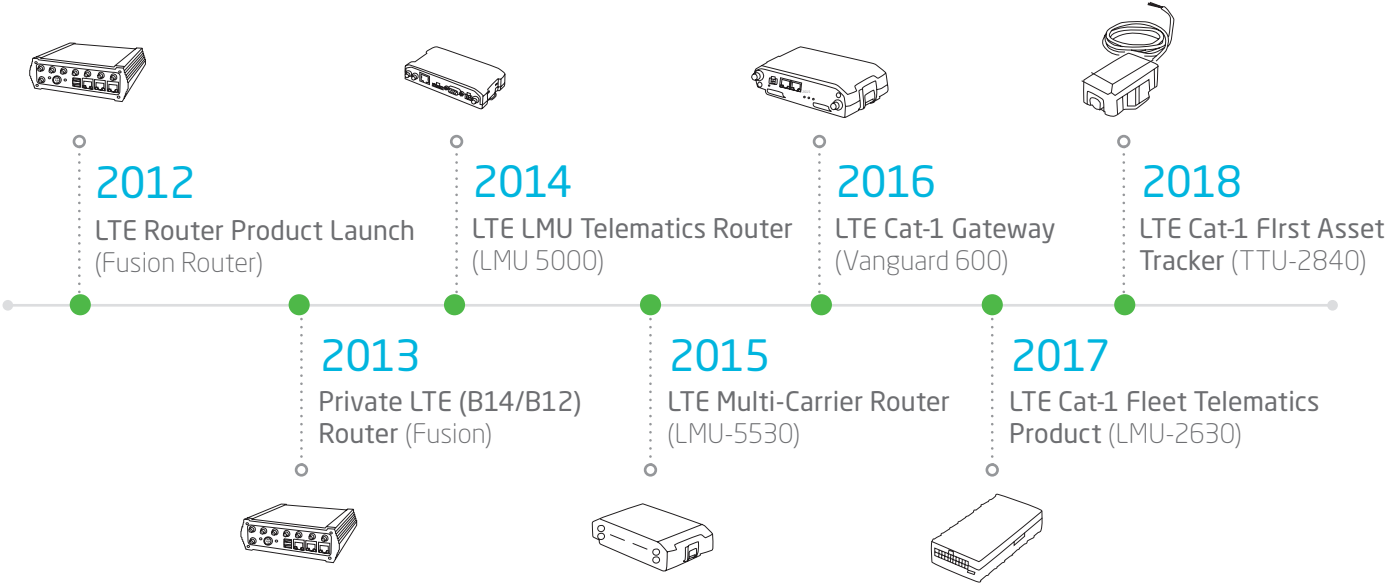 2012
LTE Router Product Launch
(Fusion Router)
2013
Private LTE (B14/B12)
Router (Fusion)
2014
LTE LMU Telematics Router
(LMU 5000)
2015
LTE Multi-Carrier Router
(LMU-5530)
2016
LTE Cat-1 Gateway
(Vanguard 600)
2017
LTE Cat-1 Fleet Telematics
Product (LMU-2630)
2018
LTE Cat-1 FIrst Asset
Tracker (TTU-2840)